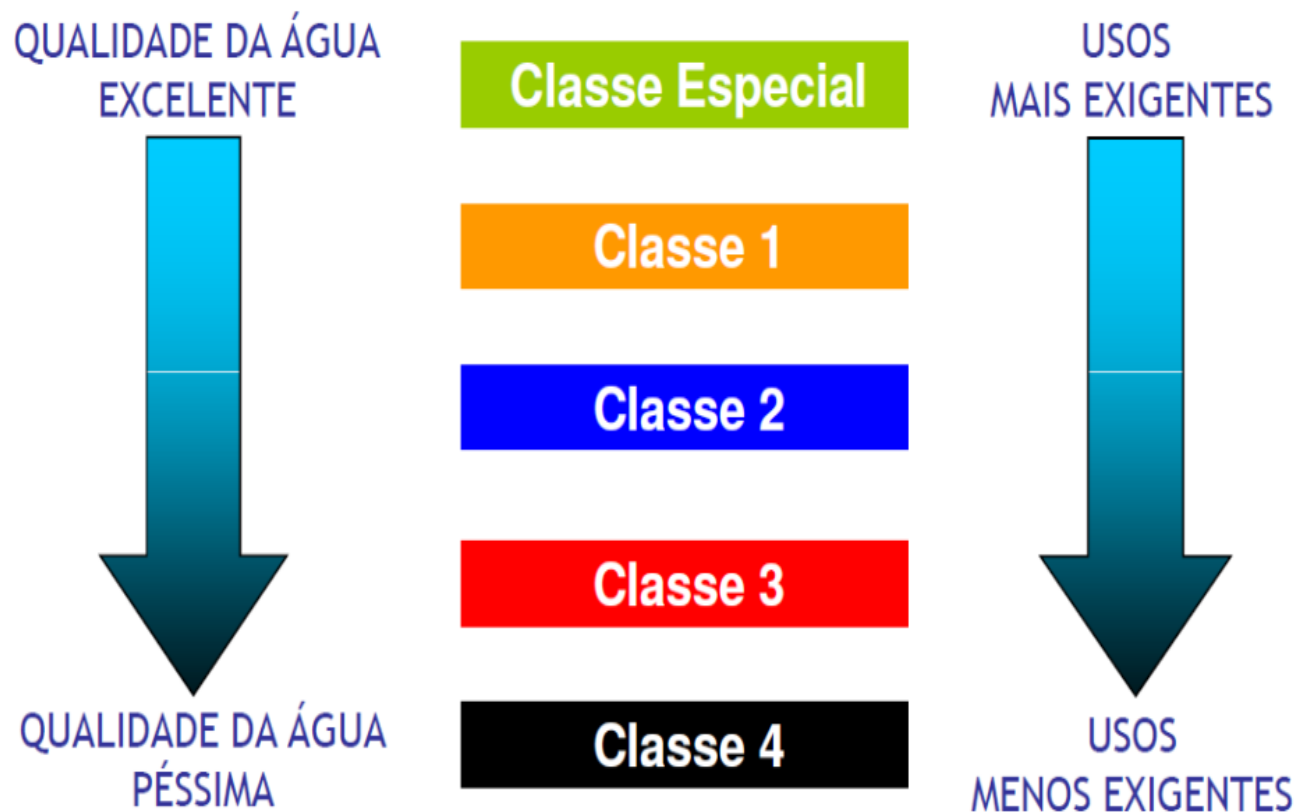 QUALIDADE DA ÁGUA
EXCELENTE
Classe Especial
USOS
MAIS EXIGENTES
Classe 1
Classe 2
Classe 3
Classe 4
QUALIDADE DA ÁGUA
PÉSSIMA
USOS
MENOS EXIGENTES